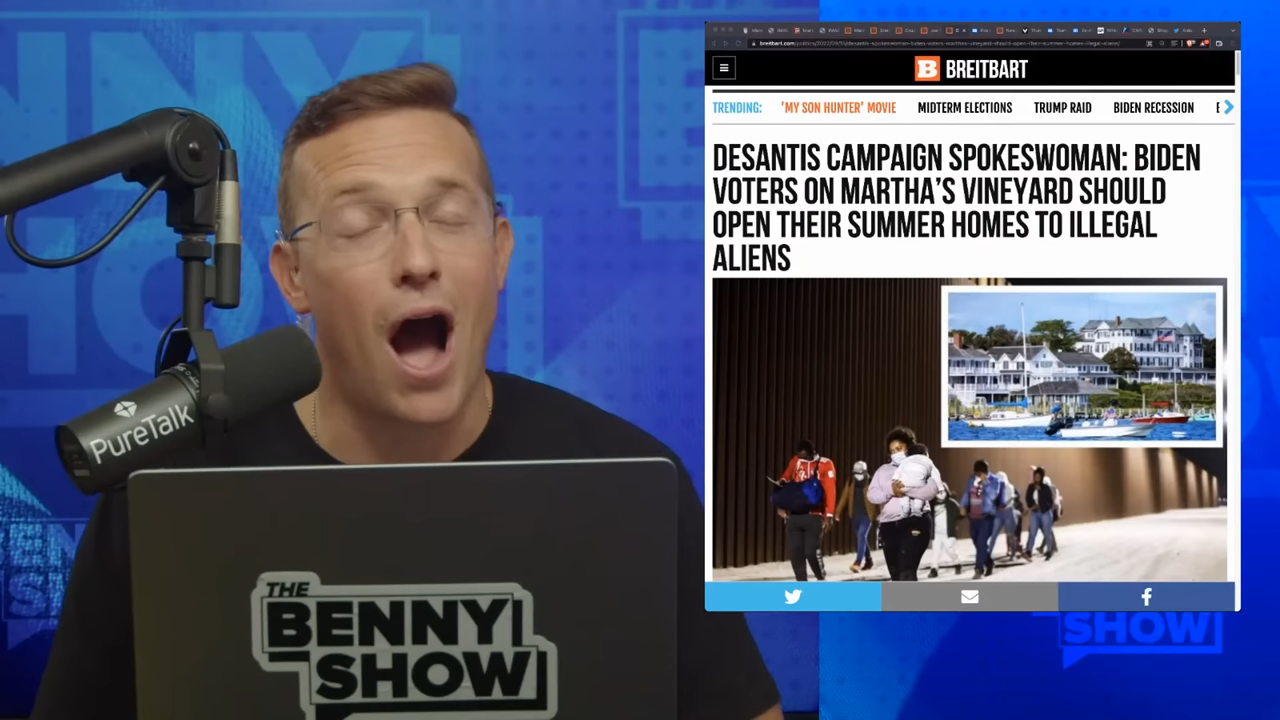 BREITBART
TRENDING: 'MY SON HUNTER' MOVIE MIDTERM ELECTIONS TRUMP RAID BIDEN RECESSION
DESANTIS CAMPAIGN SPOKESWOMAN: BIDEN
VOTERS ON MARTHA'S VINEYARD SHOULD
OPEN THEIR SUMMER HOMES TO ILLEGAL
ALIENS
PureTalk
THE
BENNY
SHOW
SHOW